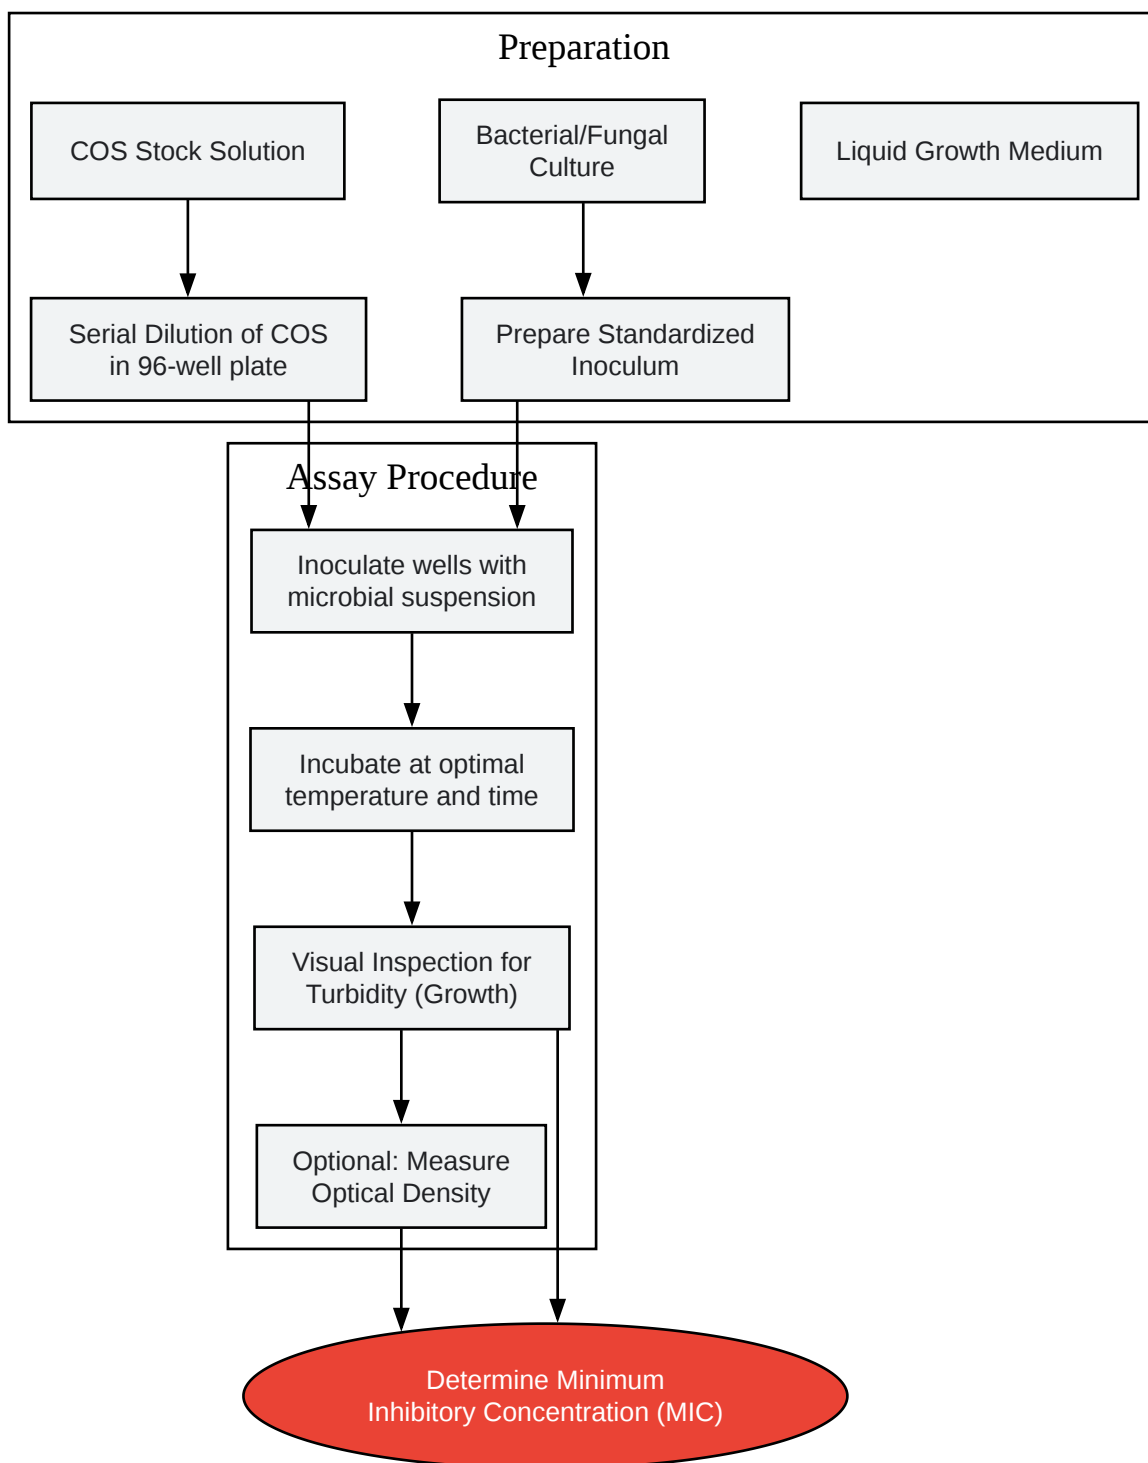 Preparation
COS Stock Solution
Bacterial/Fungal
Culture
Liquid Growth Medium
Serial Dilution of COS
in 96-well plate
Prepare Standardized
Inoculum
Assay Procedure
Inoculate wells with
microbial suspension
Incubate at optimal
temperature and time
Visual Inspection for
Turbidity (Growth)
Optional: Measure
Optical Density
Determine Minimum
Inhibitory Concentration (MIC)